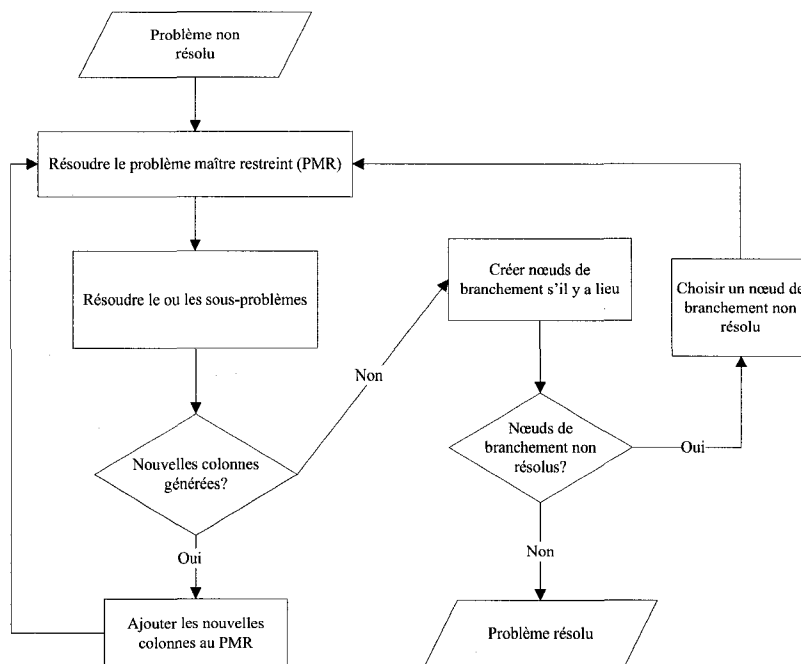 Problème non
résolu
Résoudre le problème maître restreint (PMR)
Résoudre le ou les sous-problèmes
Créer nœuds de
branchement s'il y a lieu
Choisir un nœud de
branchement non
résolu
Non
Nouvelles colonnes
générées?
Nœuds de
branchement non
résolus?
Oui
Oui
Non
Ajouter les nouvelles
colonnes au PMR
Problème résolu